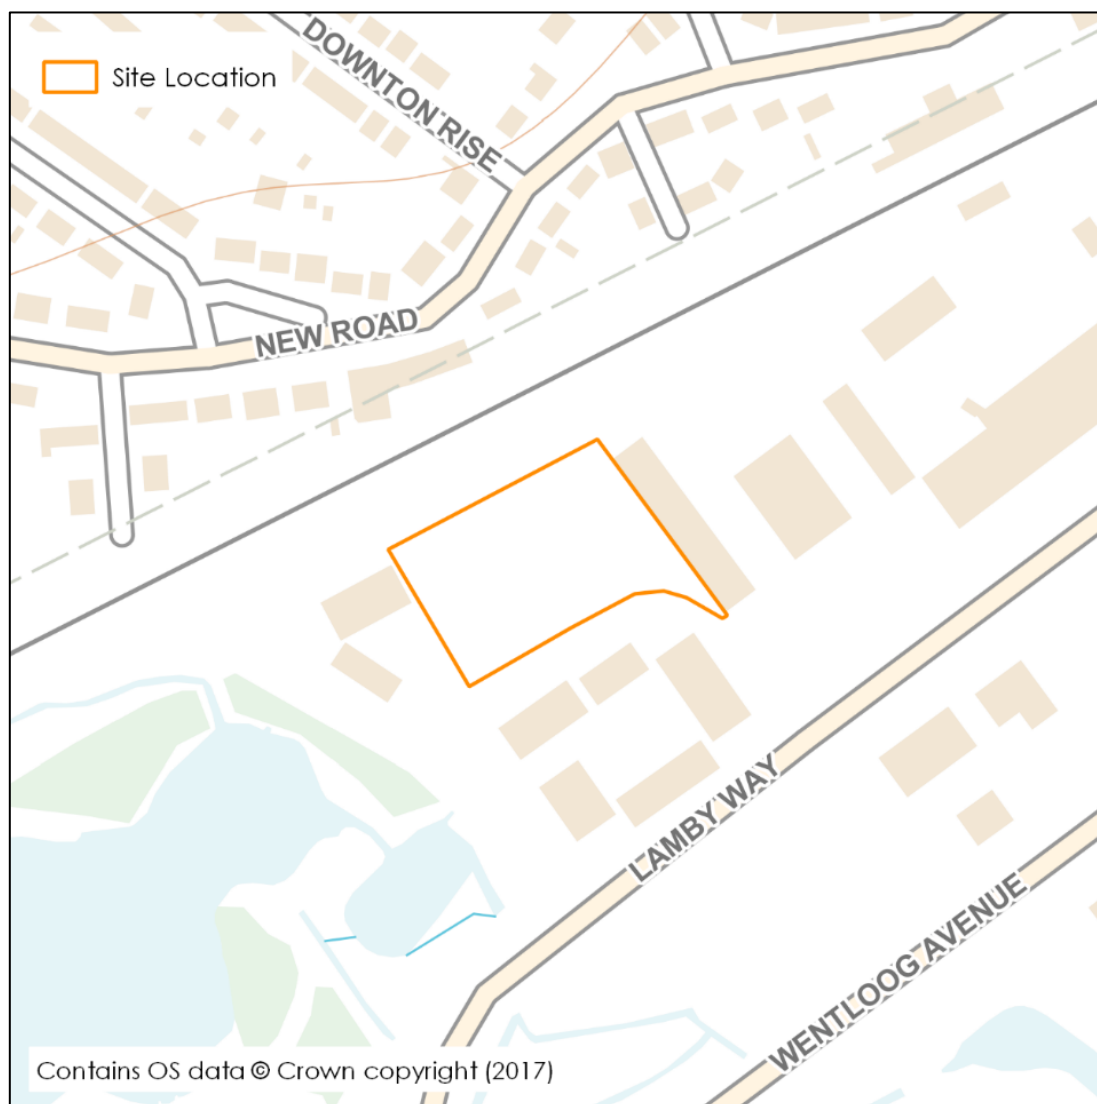 DOWNTON RISE
Site Location
NEW ROAD
LAMBY WAY
WENTLOOG AVENUE
Contains OS data © Crown copyright (2017)